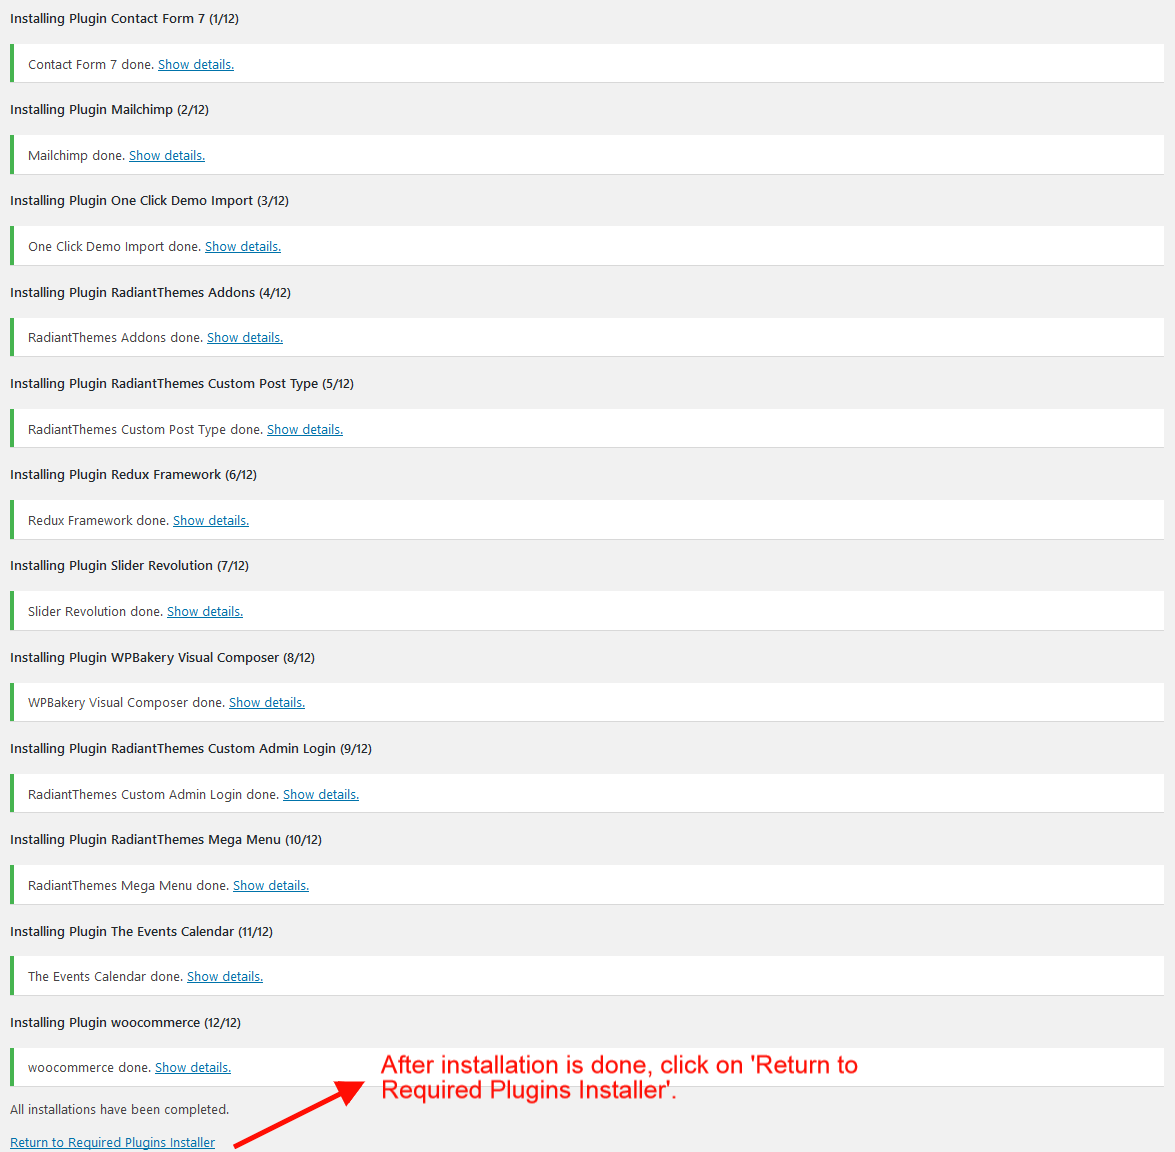 Installing Plugin Contact Form 7 (1/12)
Contact Form 7 done. Show details.
Installing Plugin Mailchimp (2/12)
Mailchimp done. Show details.
Installing Plugin One Click Demo Import (3/12)
One Click Demo Import done. Show details.
Installing Plugin RadiantThemes Addons (4/12)
RadiantThemes Addons done. Show details.
Installing Plugin RadiantThemes Custom Post Type (5/12)
RadiantThemes Custom Post Type done. Show details.
Installing Plugin Redux Framework (6/12)
Redux Framework done. Show details.
Installing Plugin Slider Revolution (7/12)
Slider Revolution done. Show details.
Installing Plugin WPBakery Visual Composer (8/12)
WPBakery Visual Composer done. Show details.
Installing Plugin RadiantThemes Custom Admin Login (9/12)
RadiantThemes Custom Admin Login done. Show details.
Installing Plugin RadiantThemes Mega Menu (10/12)
RadiantThemes Mega Menu done. Show details.
Installing Plugin The Events Calendar (11/12)
The Events Calendar done. Show details.
Installing Plugin woocommerce (12/12)
woocommerce done. Show details.
After installation is done, click on 'Return to
Required Plugins Installer'.
All installations have been completed.
Return to Required Plugins Installer